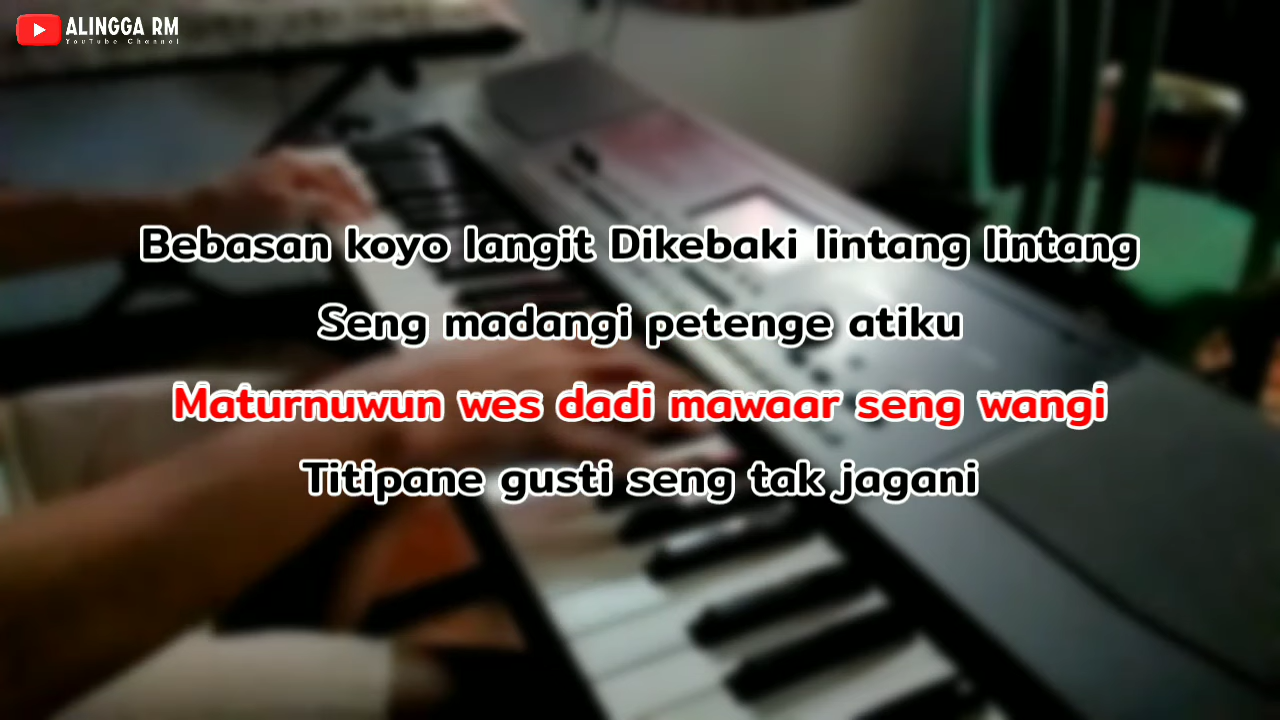 ALINGGA RM
YouTube Channel
Bebasan koyo langit Dikebaki lintang lintang
Seng madangi petenge atiku
Maturnuwun wes dadi mawaar seng wangi
Titipane gusti seng tak jagani